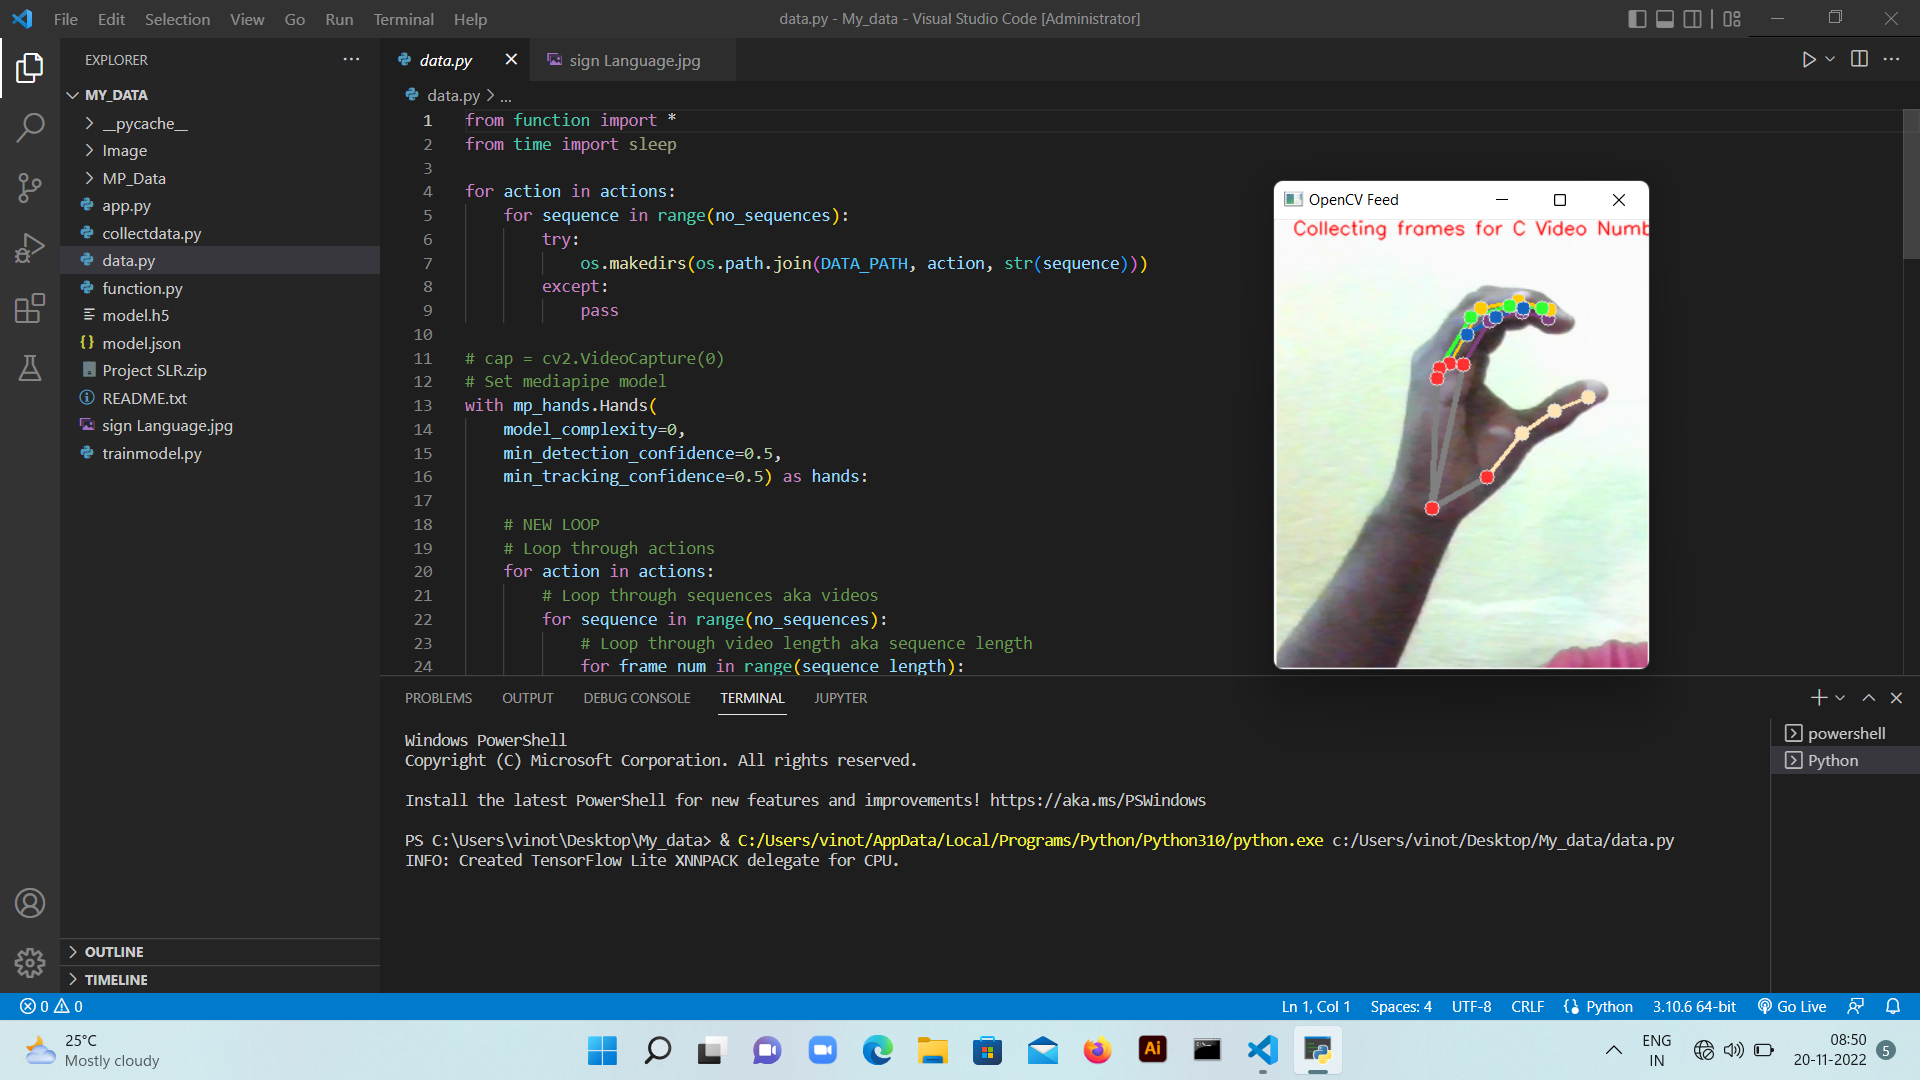 File Edit Selection View Go Run Terminal Help
data.py - My_data - Visual Studio Code [Administrator]
EXPLORER
MY_DATA
__pycache__
Image
MP_Data
app.py
collectdata.py
data.py
function.py
model.h5
model.json
Project SLR.zip
README.txt
sign Language.jpg
trainmodel.py
OUTLINE
TIMELINE
data.py
sign Language.jpg
data.py > ...
1 from function import *
2 from time import sleep
3
4 for action in actions:
5 for sequence in range(no_sequences):
6 try:
7 os.makedirs(os.path.join(DATA_PATH, action, str(sequence)))
8 except:
9 pass
10
11 # cap = cv2.VideoCapture(0)
12 # Set mediapipe model
13 with mp_hands.Hands(
14 model_complexity=0,
15 min_detection_confidence=0.5,
16 min_tracking_confidence=0.5) as hands:
17
18 # NEW LOOP
19 # Loop through actions
20 for action in actions:
21 # Loop through sequences aka videos
22 for sequence in range(no_sequences):
23 # Loop through video length aka sequence length
24 for frame_num in range(sequence_length):
OpenCV Feed
Collecting frames for C Video Numb
PROBLEMS OUTPUT DEBUG CONSOLE TERMINAL JUPYTER
Windows PowerShell
Copyright (C) Microsoft Corporation. All rights reserved.
Install the latest PowerShell for new features and improvements! https://aka.ms/PSWindows
PS C:\Users\vinot\Desktop\My_data> & C:/Users/vinot/AppData/Local/Programs/Python/Python310/python.exe c:/Users/vinot/Desktop/My_data/data.py
INFO: Created TensorFlow Lite XNNPACK delegate for CPU.
powershell
Python
0 0
Ln 1, Col 1 Spaces: 4 UTF-8 CRLF Python 3.10.6 64-bit Go Live
25°C
Mostly cloudy
Ai
ENG
IN
08:50
20-11-2022
5